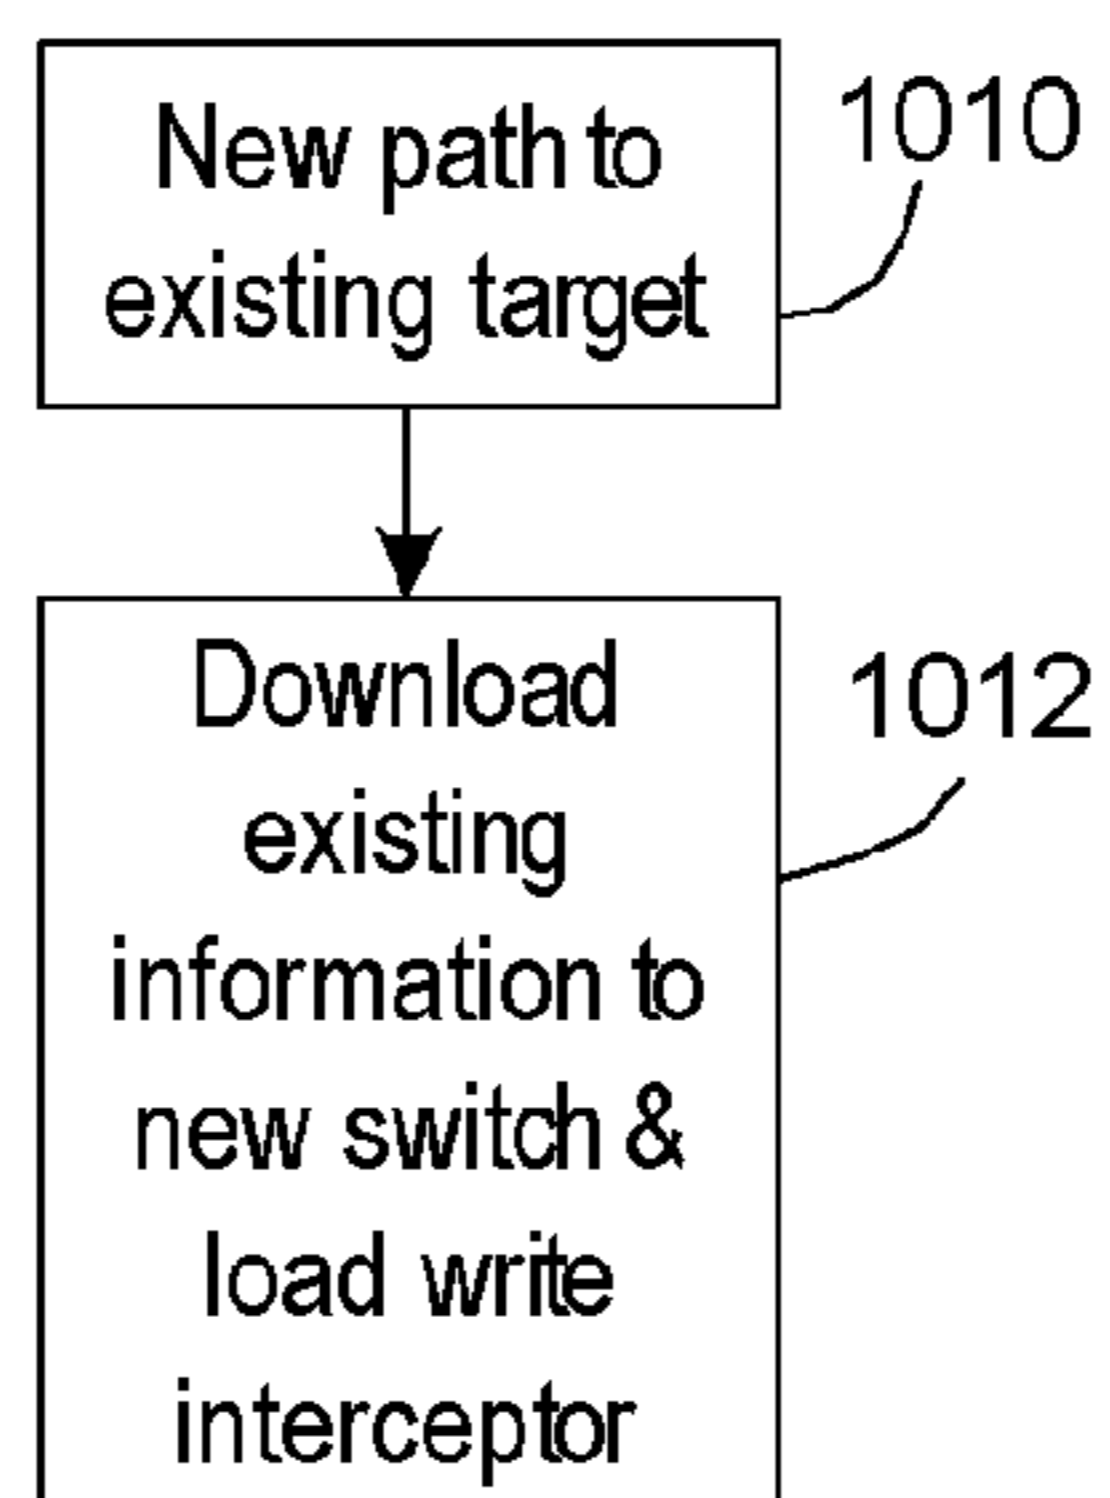 New path to
existing target
1010
Download
existing
information to
new switch &
load write
interceptor
1012